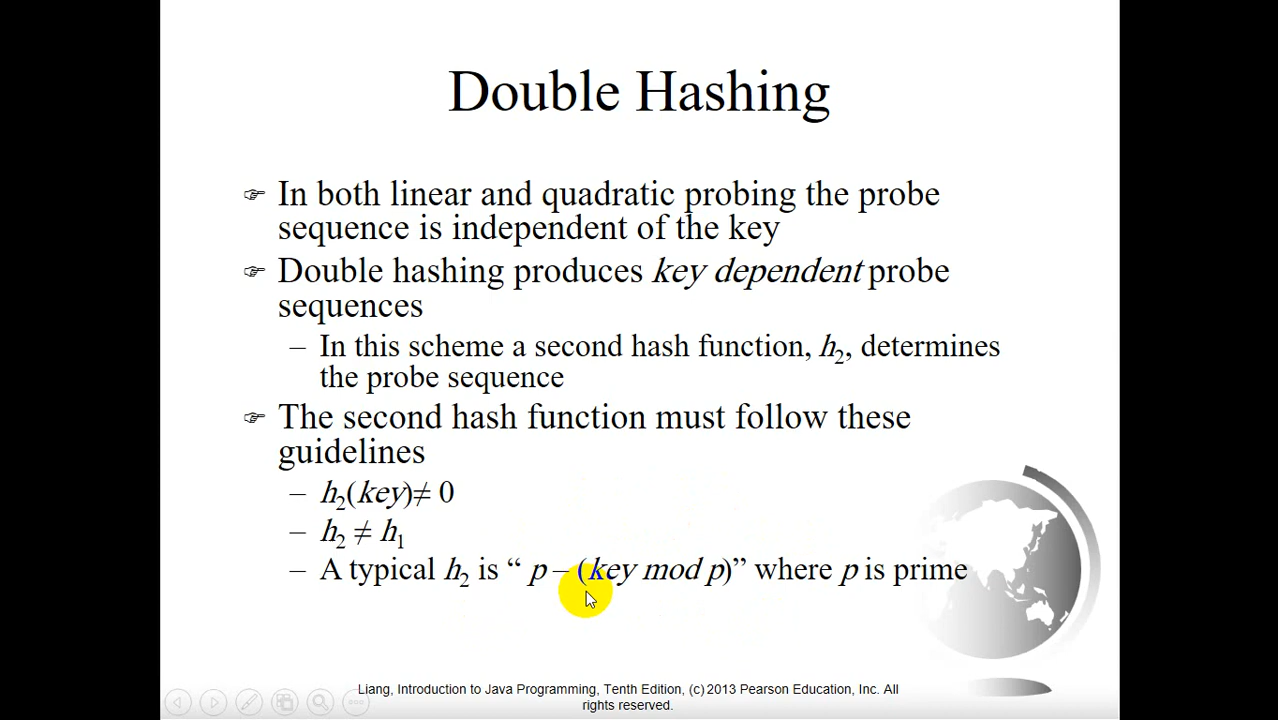 Double Hashing
In both linear and quadratic probing the probe
sequence is independent of the key
Double hashing produces key dependent probe
sequences
– In this scheme a second hash function, h₂, determines
the probe sequence
The second hash function must follow these
guidelines
– h₂(key)≠ 0
– h₂ ≠ h₁
– A typical h₂ is “ p – (key mod p)” where p is prime
Liang, Introduction to Java Programming, Tenth Edition, (c) 2013 Pearson Education, Inc. All
rights reserved.